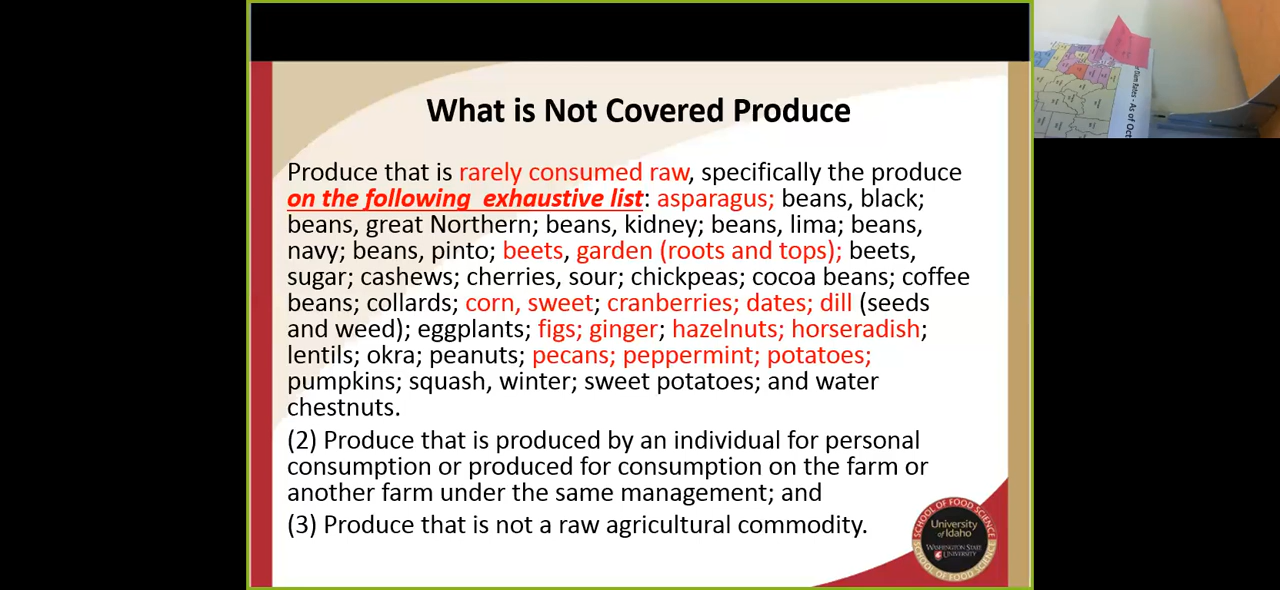 What is Not Covered Produce
Produce that is rarely consumed raw, specifically the produce
on the following exhaustive list: asparagus; beans, black;
beans, great Northern; beans, kidney; beans, lima; beans,
navy; beans, pinto; beets, garden (roots and tops); beets,
sugar; cashews; cherries, sour; chickpeas; cocoa beans; coffee
beans; collards; corn, sweet; cranberries; dates; dill (seeds
and weed); eggplants; figs; ginger; hazelnuts; horseradish;
lentils; okra; peanuts; pecans; peppermint; potatoes;
pumpkins; squash, winter; sweet potatoes; and water
chestnuts.
(2) Produce that is produced by an individual for personal
consumption or produced for consumption on the farm or
another farm under the same management; and
(3) Produce that is not a raw agricultural commodity.
SCHOOL OF FOOD SCIENCE
University
of Idaho
WASHINGTON STATE
UNIVERSITY
SCHOOL OF FOOD SCIENCE
Rates - As of Oct